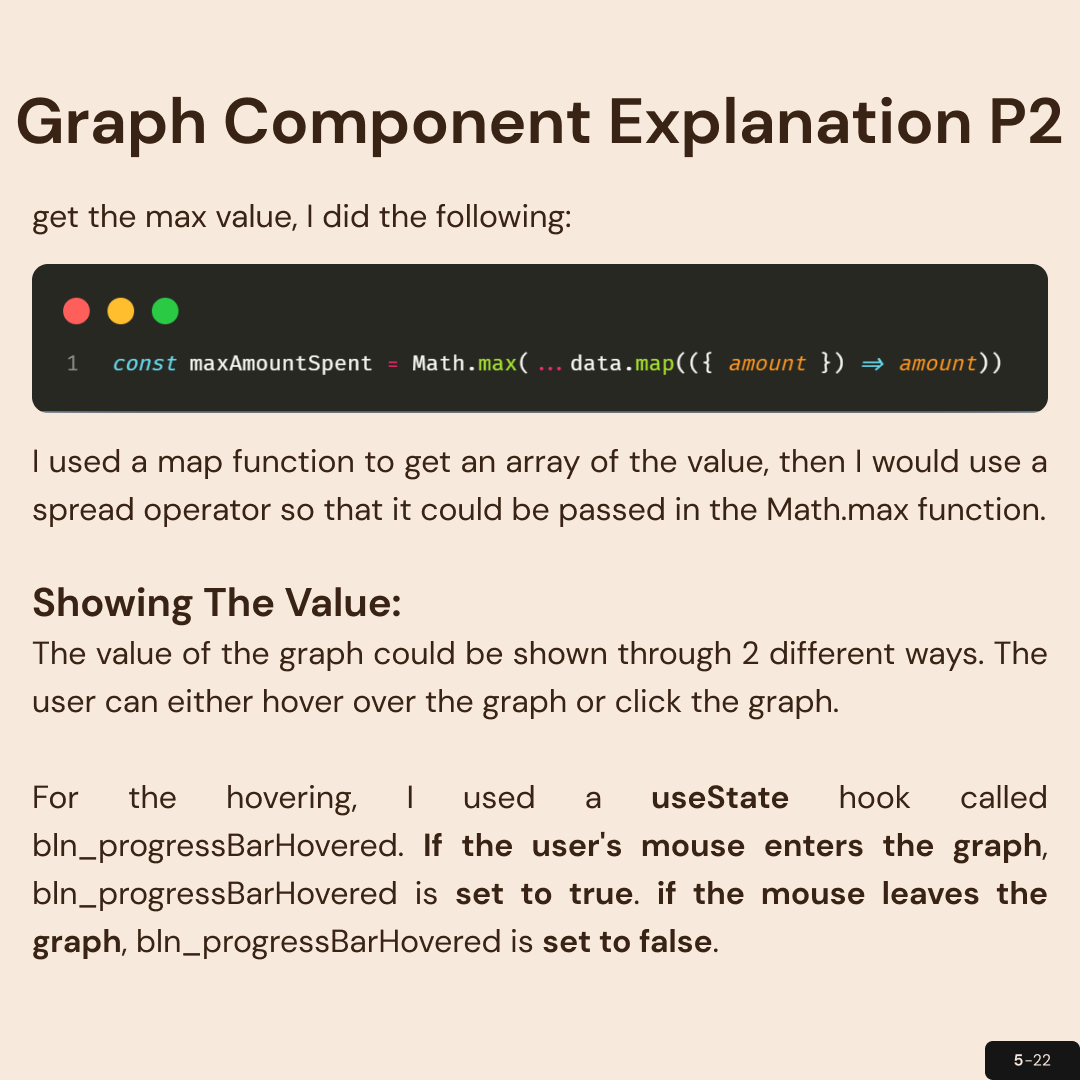 Graph Component Explanation P2
get the max value, I did the following:
1 const maxAmountSpent = Math.max(...data.map(({ amount }) => amount))
I used a map function to get an array of the value, then I would use a
spread operator so that it could be passed in the Math.max function.
Showing The Value:
The value of the graph could be shown through 2 different ways. The
user can either hover over the graph or click the graph.
For the hovering, I used a useState hook called
bln_progressBarHovered. If the user's mouse enters the graph,
bln_progressBarHovered is set to true. if the mouse leaves the
graph, bln_progressBarHovered is set to false.
5-22